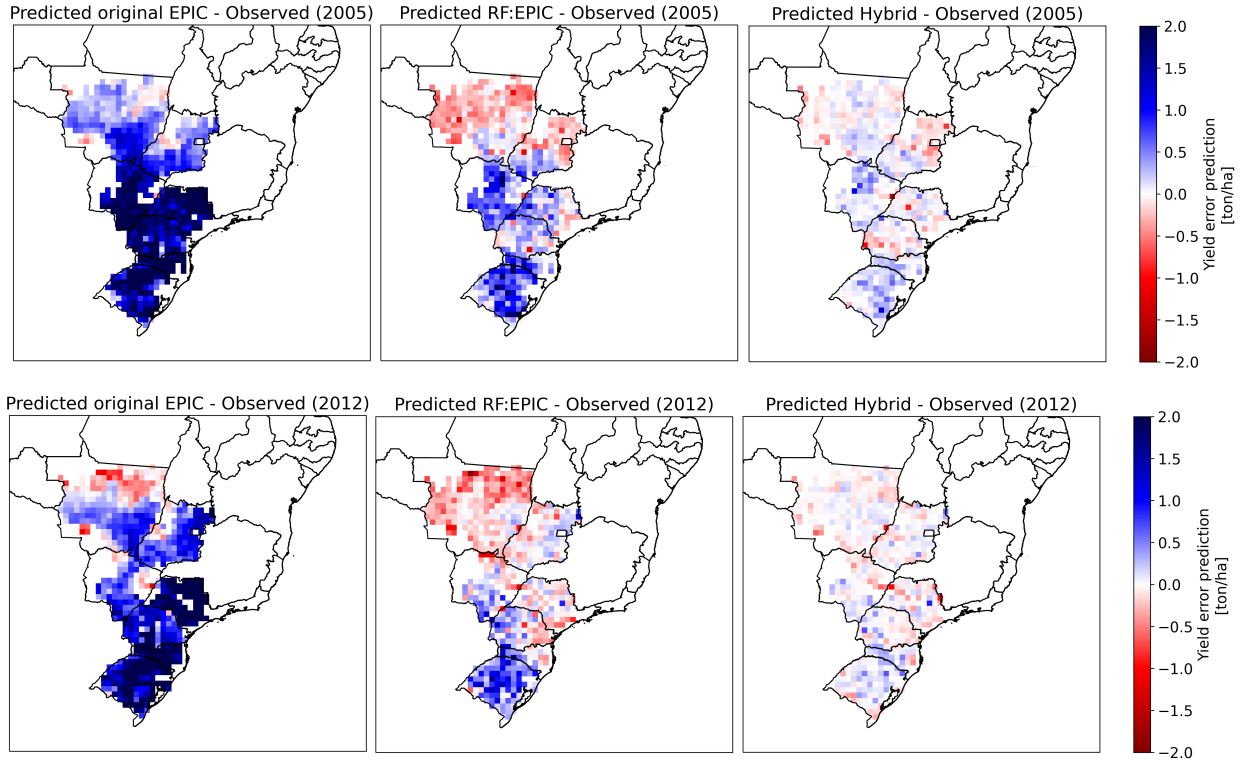 Predicted original EPIC - Observed (2005)
Predicted RF:EPIC - Observed (2005)
Predicted Hybrid - Observed (2005)
2.0
1.5
1.0
0.5
0.0
−0.5
−1.0
−1.5
−2.0
Yield error prediction
[ton/ha]
Predicted original EPIC - Observed (2012)
Predicted RF:EPIC - Observed (2012)
Predicted Hybrid - Observed (2012)
2.0
1.5
1.0
0.5
0.0
−0.5
−1.0
−1.5
−2.0
Yield error prediction
[ton/ha]